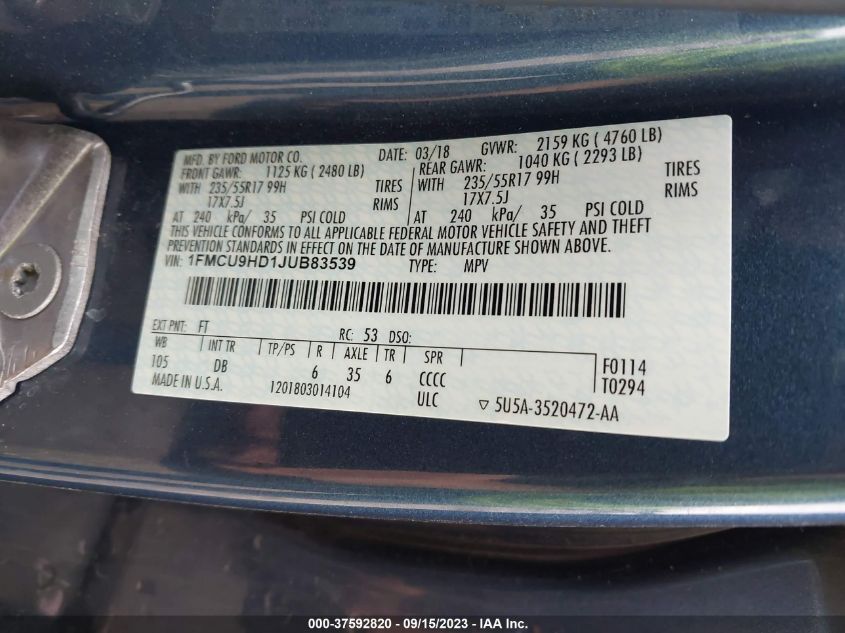 MFD. BY FORD MOTOR CO. DATE: 03/18 GVWR: 2159 KG ( 4760 LB)
FRONT GAWR: 1125 KG ( 2480 LB) REAR GAWR: 1040 KG ( 2293 LB)
WITH 235/55R17 99H TIRES WITH 235/55R17 99H TIRES
17X7.5J RIMS 17X7.5J RIMS
AT 240 kPa/ 35 PSI COLD AT 240 kPa/ 35 PSI COLD
THIS VEHICLE CONFORMS TO ALL APPLICABLE FEDERAL MOTOR VEHICLE SAFETY AND THEFT
PREVENTION STANDARDS IN EFFECT ON THE DATE OF MANUFACTURE SHOWN ABOVE.
VIN: 1FMCU9HD1JUB83539 TYPE: MPV
EXT PNT: FT RC: 53 DSO:
WB INT TR TP/PS R AXLE TR SPR
105 DB 6 35 6 CCCC
F0114
T0294
MADE IN U.S.A. 1201803014104 ULC ▽ 5U5A-3520472-AA
000-37592820 - 09/15/2023 - IAA Inc.